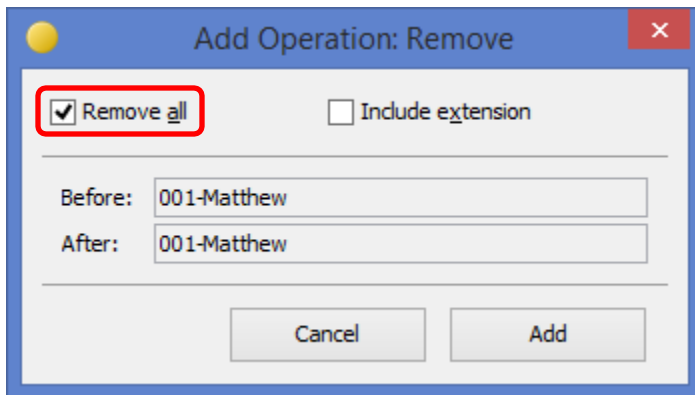 Add Operation: Remove
Remove all Include extension
Before: 001-Matthew
After: 001-Matthew
Cancel Add